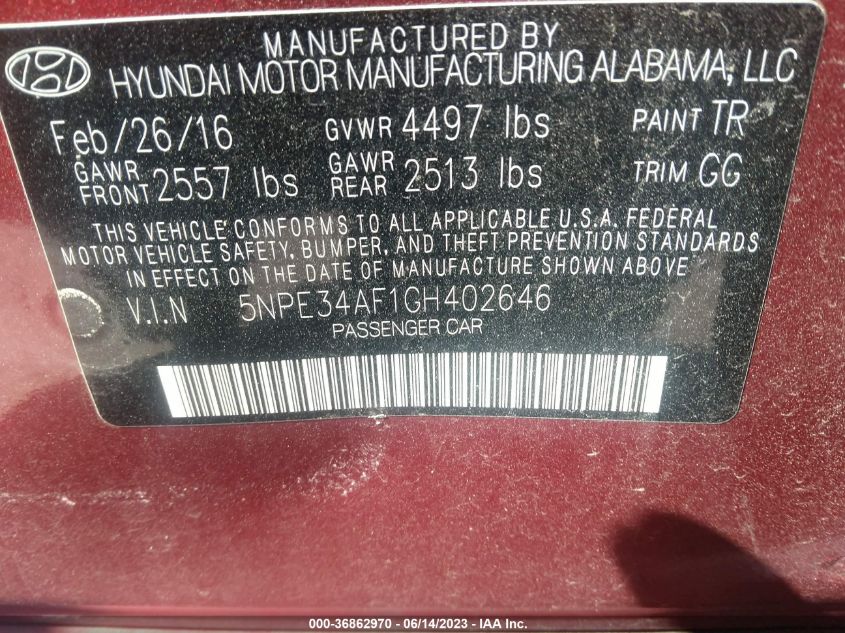 MANUFACTURED BY
HYUNDAI MOTOR MANUFACTURING ALABAMA, LLC
Feb/26/16 GVWR 4497 lbs PAINT TR
GAWR FRONT 2557 lbs GAWR REAR 2513 lbs TRIM GG
THIS VEHICLE CONFORMS TO ALL APPLICABLE U.S.A. FEDERAL
MOTOR VEHICLE SAFETY, BUMPER, AND THEFT PREVENTION STANDARDS
IN EFFECT ON THE DATE OF MANUFACTURE SHOWN ABOVE
V.I.N 5NPE34AF1GH402646
PASSENGER CAR
000-36862970 - 06/14/2023 - IAA Inc.